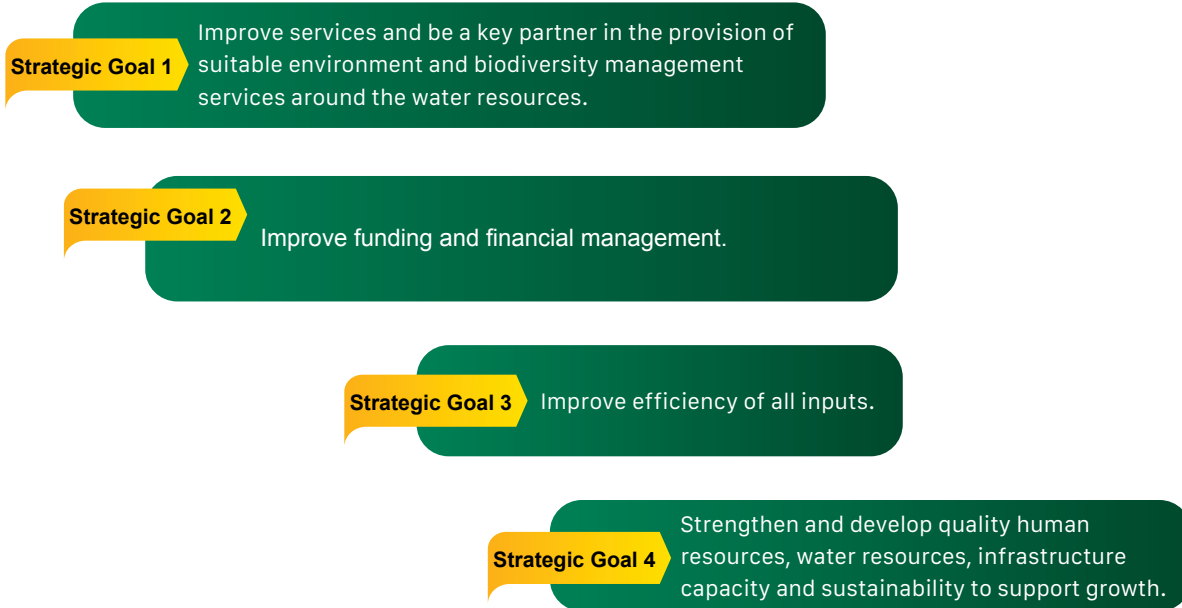 Strategic Goal 1
Improve services and be a key partner in the provision of
suitable environment and biodiversity management
services around the water resources.
Strategic Goal 2
Improve funding and financial management.
Strategic Goal 3
Improve efficiency of all inputs.
Strategic Goal 4
Strengthen and develop quality human
resources, water resources, infrastructure
capacity and sustainability to support growth.